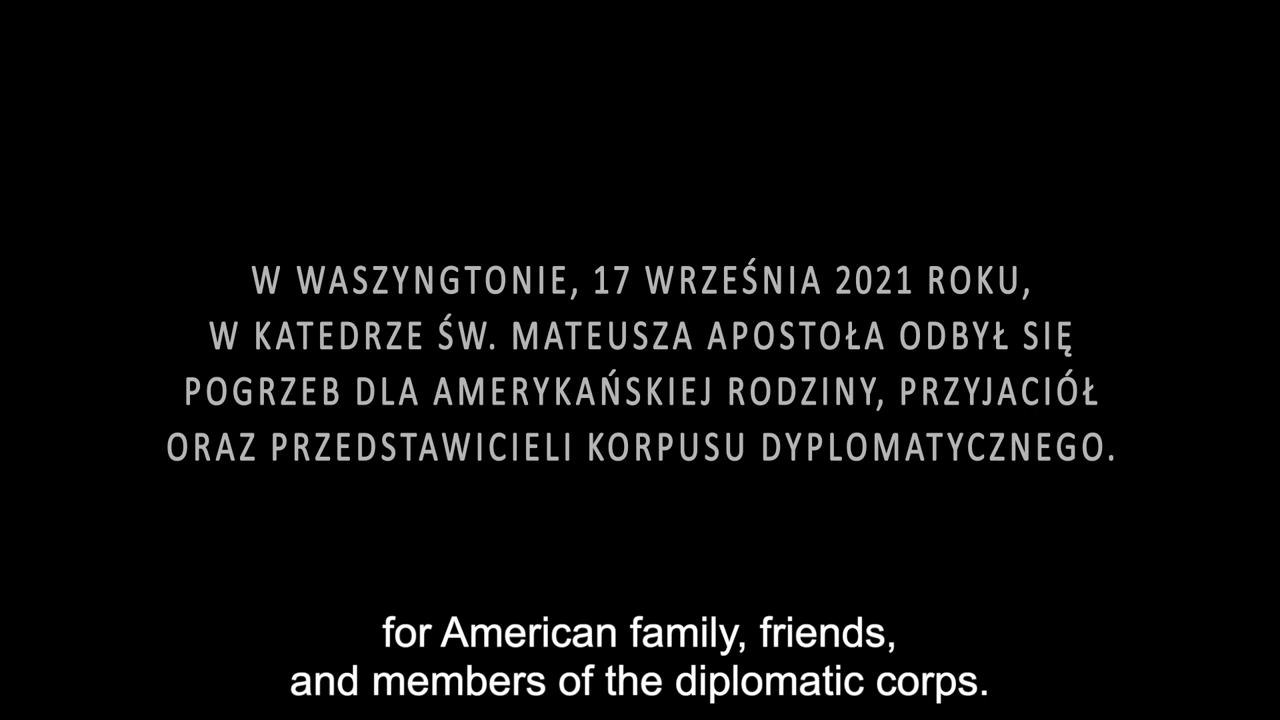 W WASZYNGTONIE, 17 WRZEŚNIA 2021 ROKU,
W KATEDRZE ŚW. MATEUSZA APOSTOŁA ODBYŁ SIĘ
POGRZEB DLA AMERYKAŃSKIEJ RODZINY, PRZYJACIÓŁ
ORAZ PRZEDSTAWICIELI KORPUSU DYPLOMATYCZNEGO.
for American family, friends,
and members of the diplomatic corps.